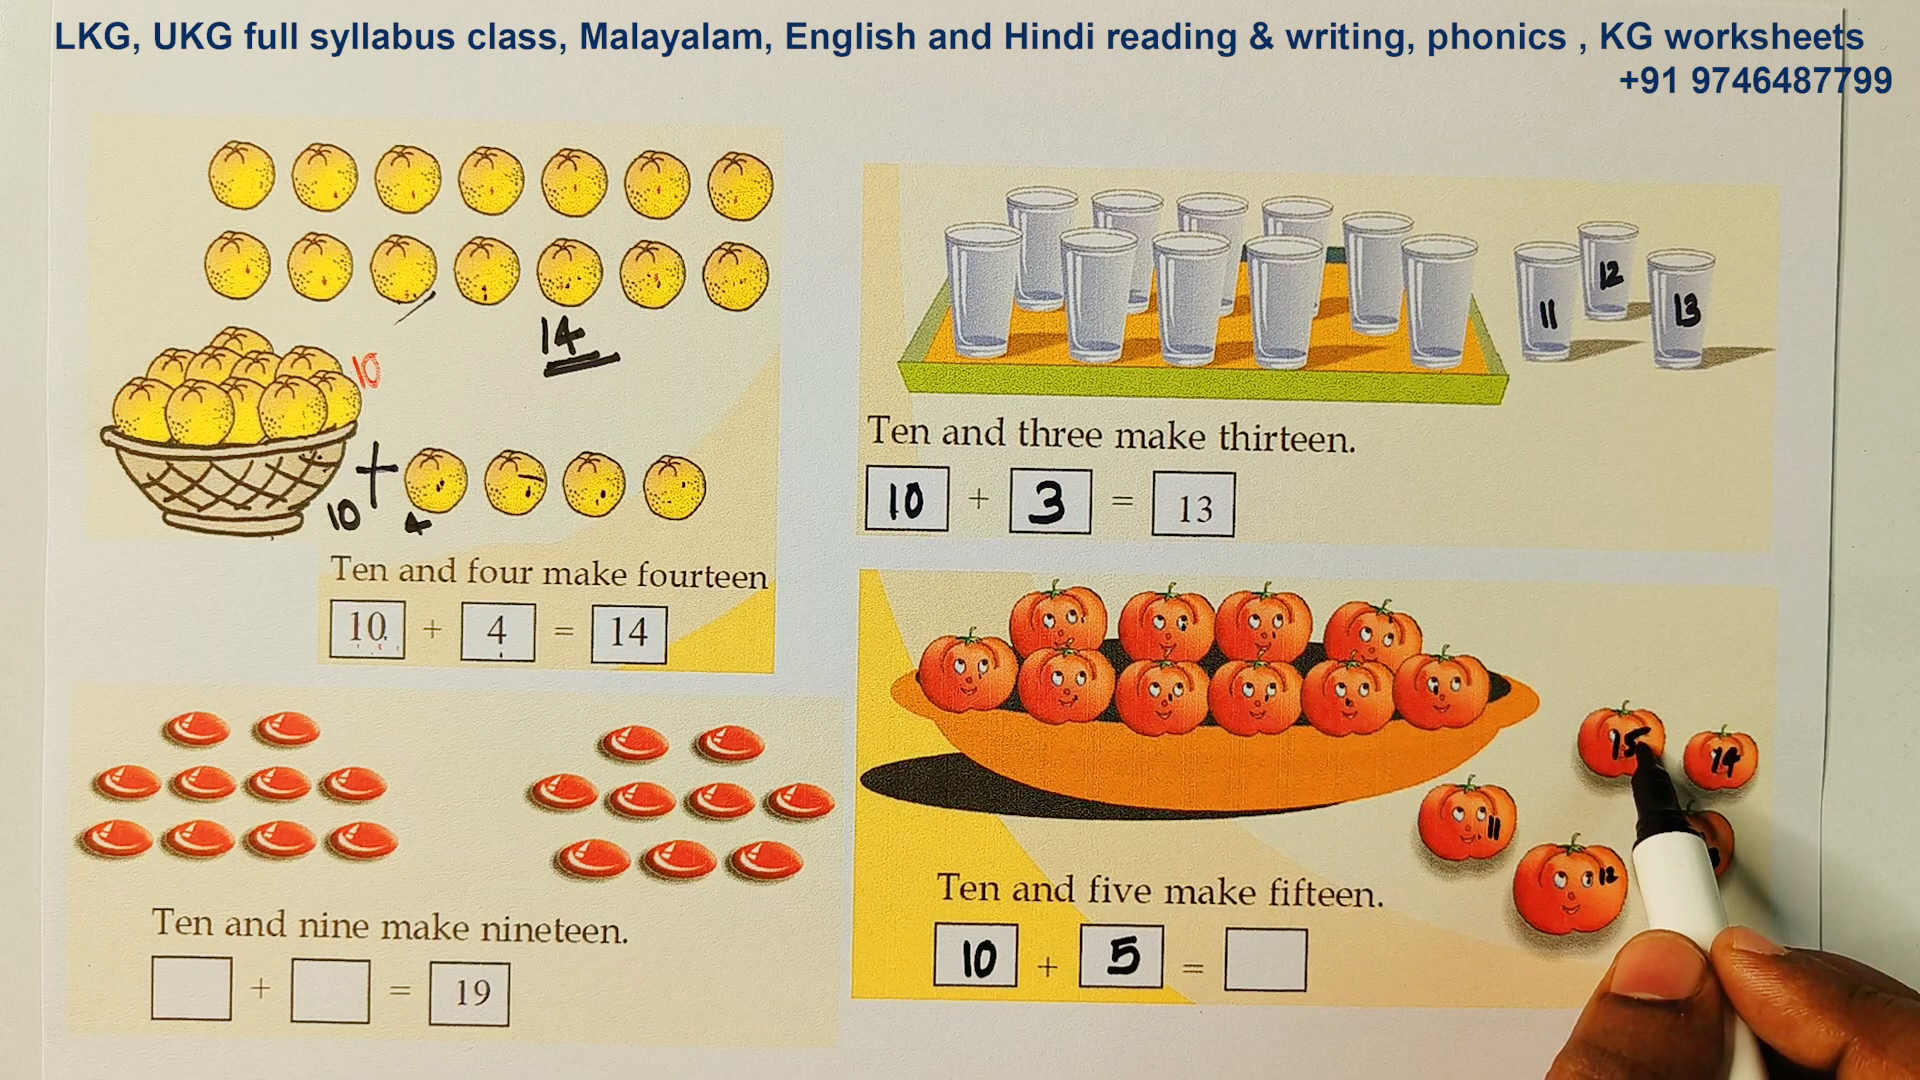 LKG, UKG full syllabus class, Malayalam, English and Hindi reading & writing, phonics , KG worksheets
+91 9746487799
14
10
+
10
4
Ten and four make fourteen
10 + 4 = 14
11
12
13
Ten and three make thirteen.
10 + 3 = 13
Ten and nine make nineteen.
+ = 19
15
14
11
12
Ten and five make fifteen.
10 + 5 =